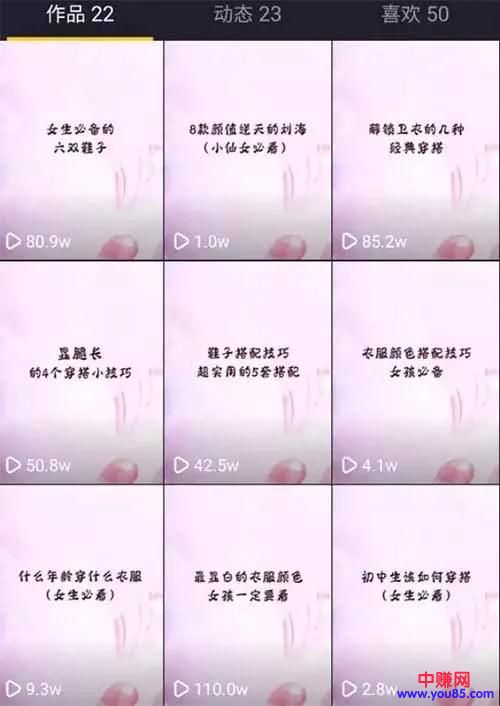 作品 22
动态 23
喜欢 50
女生必备的
六双鞋子
80.9w
8款颜值逆天的刘海
（小仙女必看）
1.0w
解锁卫衣的几种
经典穿搭
85.2w
显腿长
的4个穿搭小技巧
50.8w
鞋子搭配技巧
超实用的5套搭配
42.5w
衣服颜色搭配技巧
女孩必备
4.1w
什么年龄穿什么衣服
（女生必看）
9.3w
最显白的衣服颜色
女孩一定要看
110.0w
初中生该如何穿搭
（女生必看）
2.8w
中赚网
www.you85.com